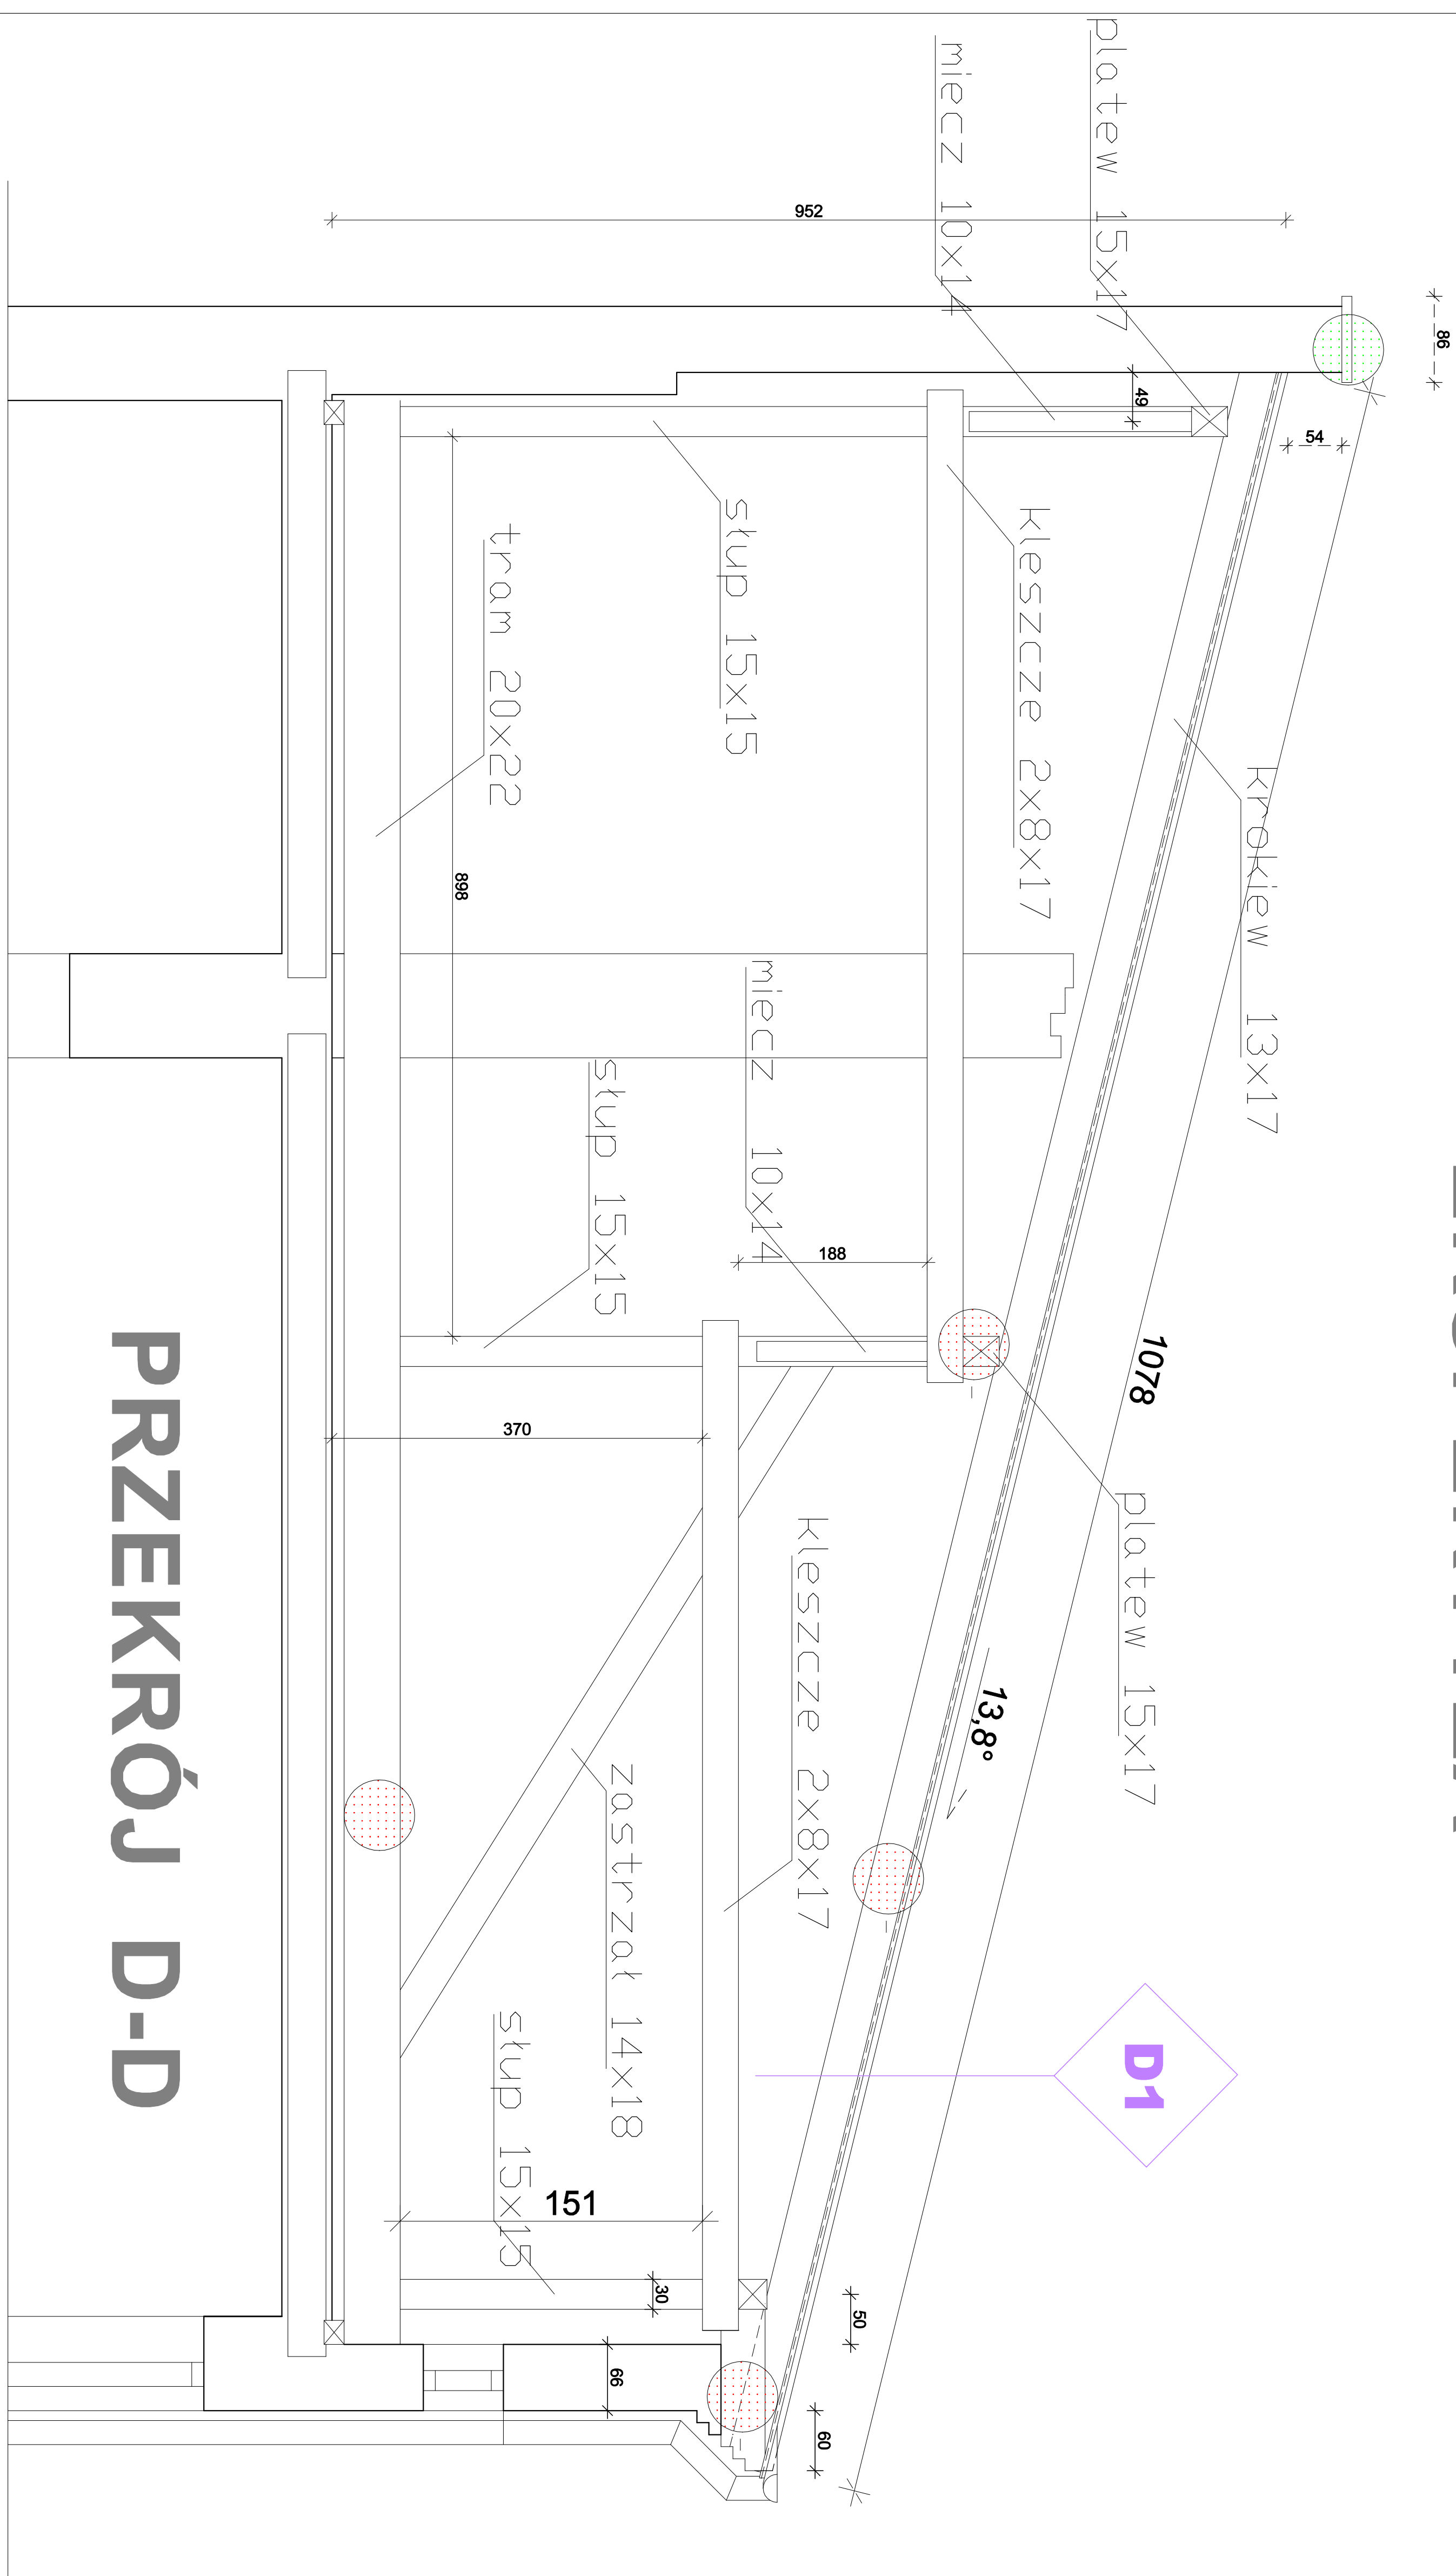 płatew 15x17
miecz 10x14
952
86
49
54
kleszcze 2x8x17
słup 15x15
tram 20x22
krokiew 13x17
898
miecz 10x14
słup 15x15
188
1078
370
płatew 15x17
kleszcze 2x8x17
13,8°
zastrzał 14x18
D1
słup 15x15
151
30
50
66
60
PRZEKRÓJ D-D